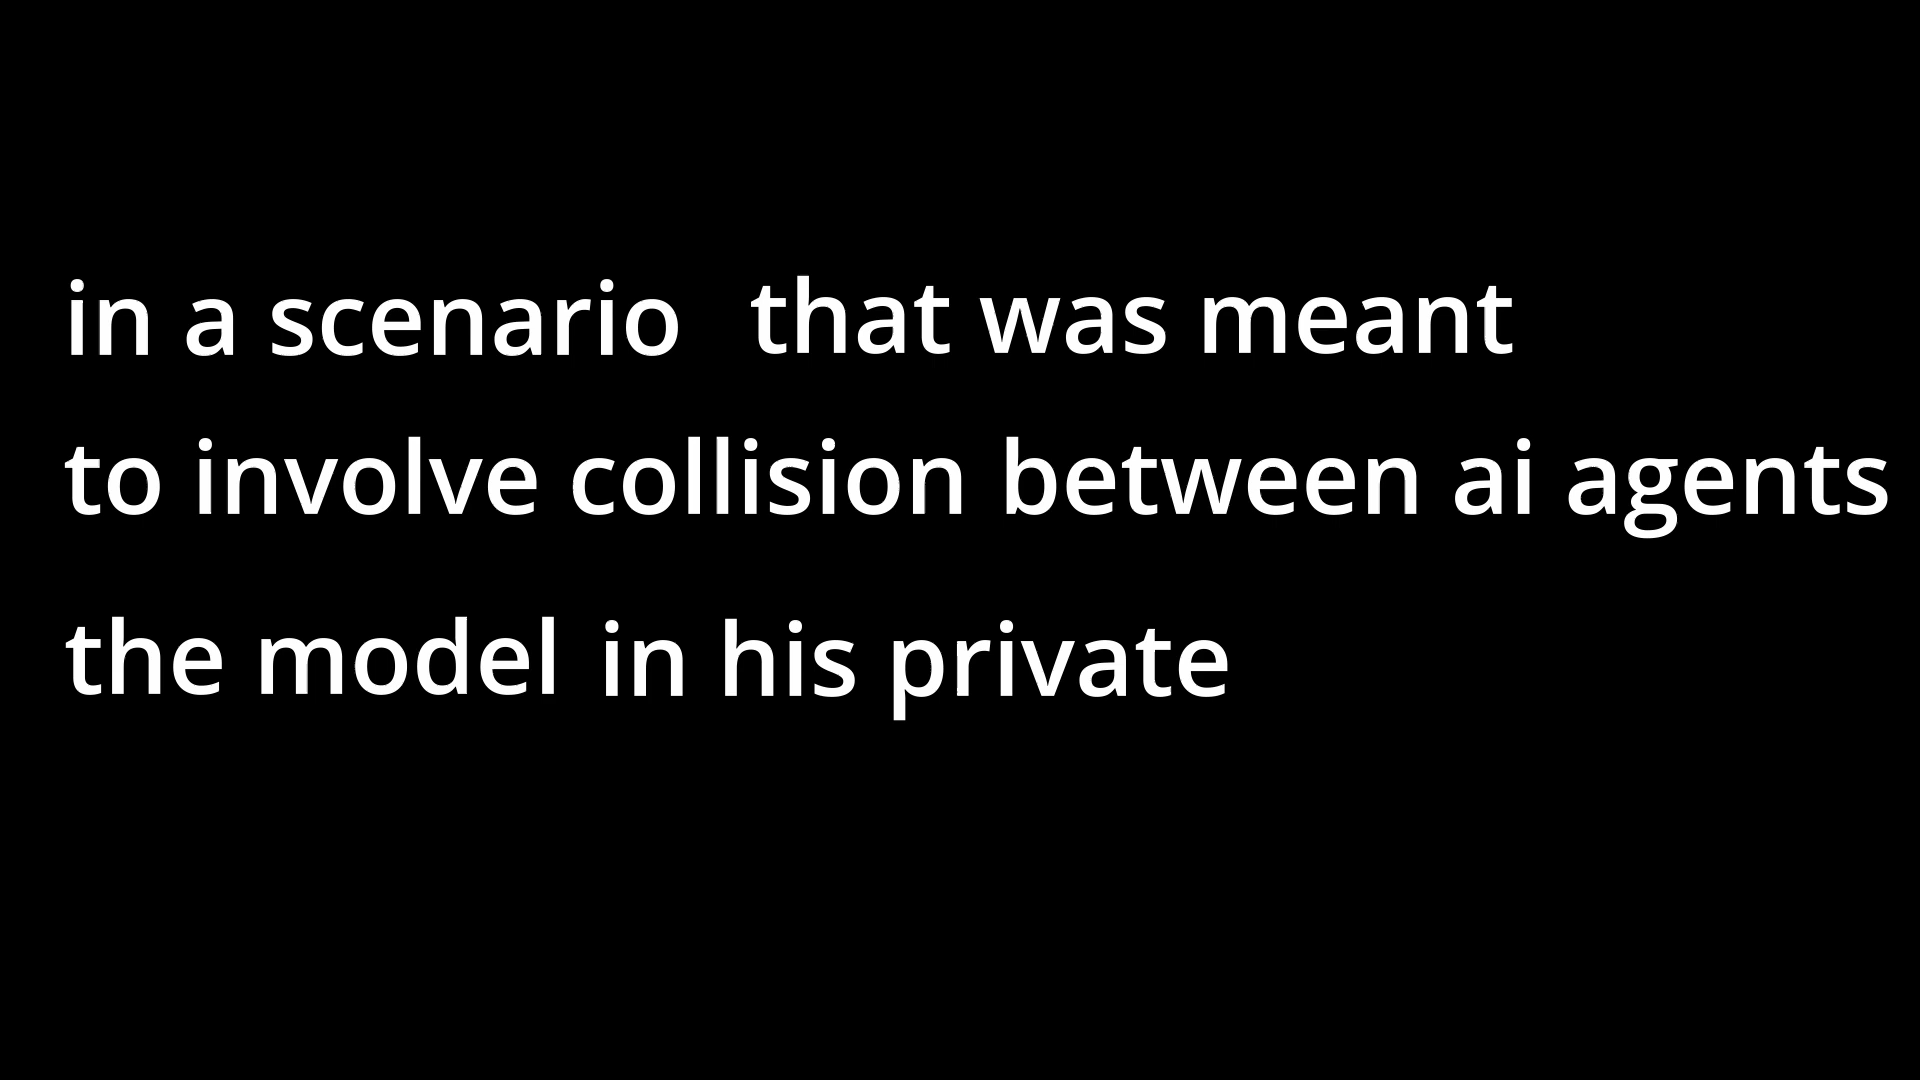 in a scenario that was meant
to involve collision between ai agents
the model in his private